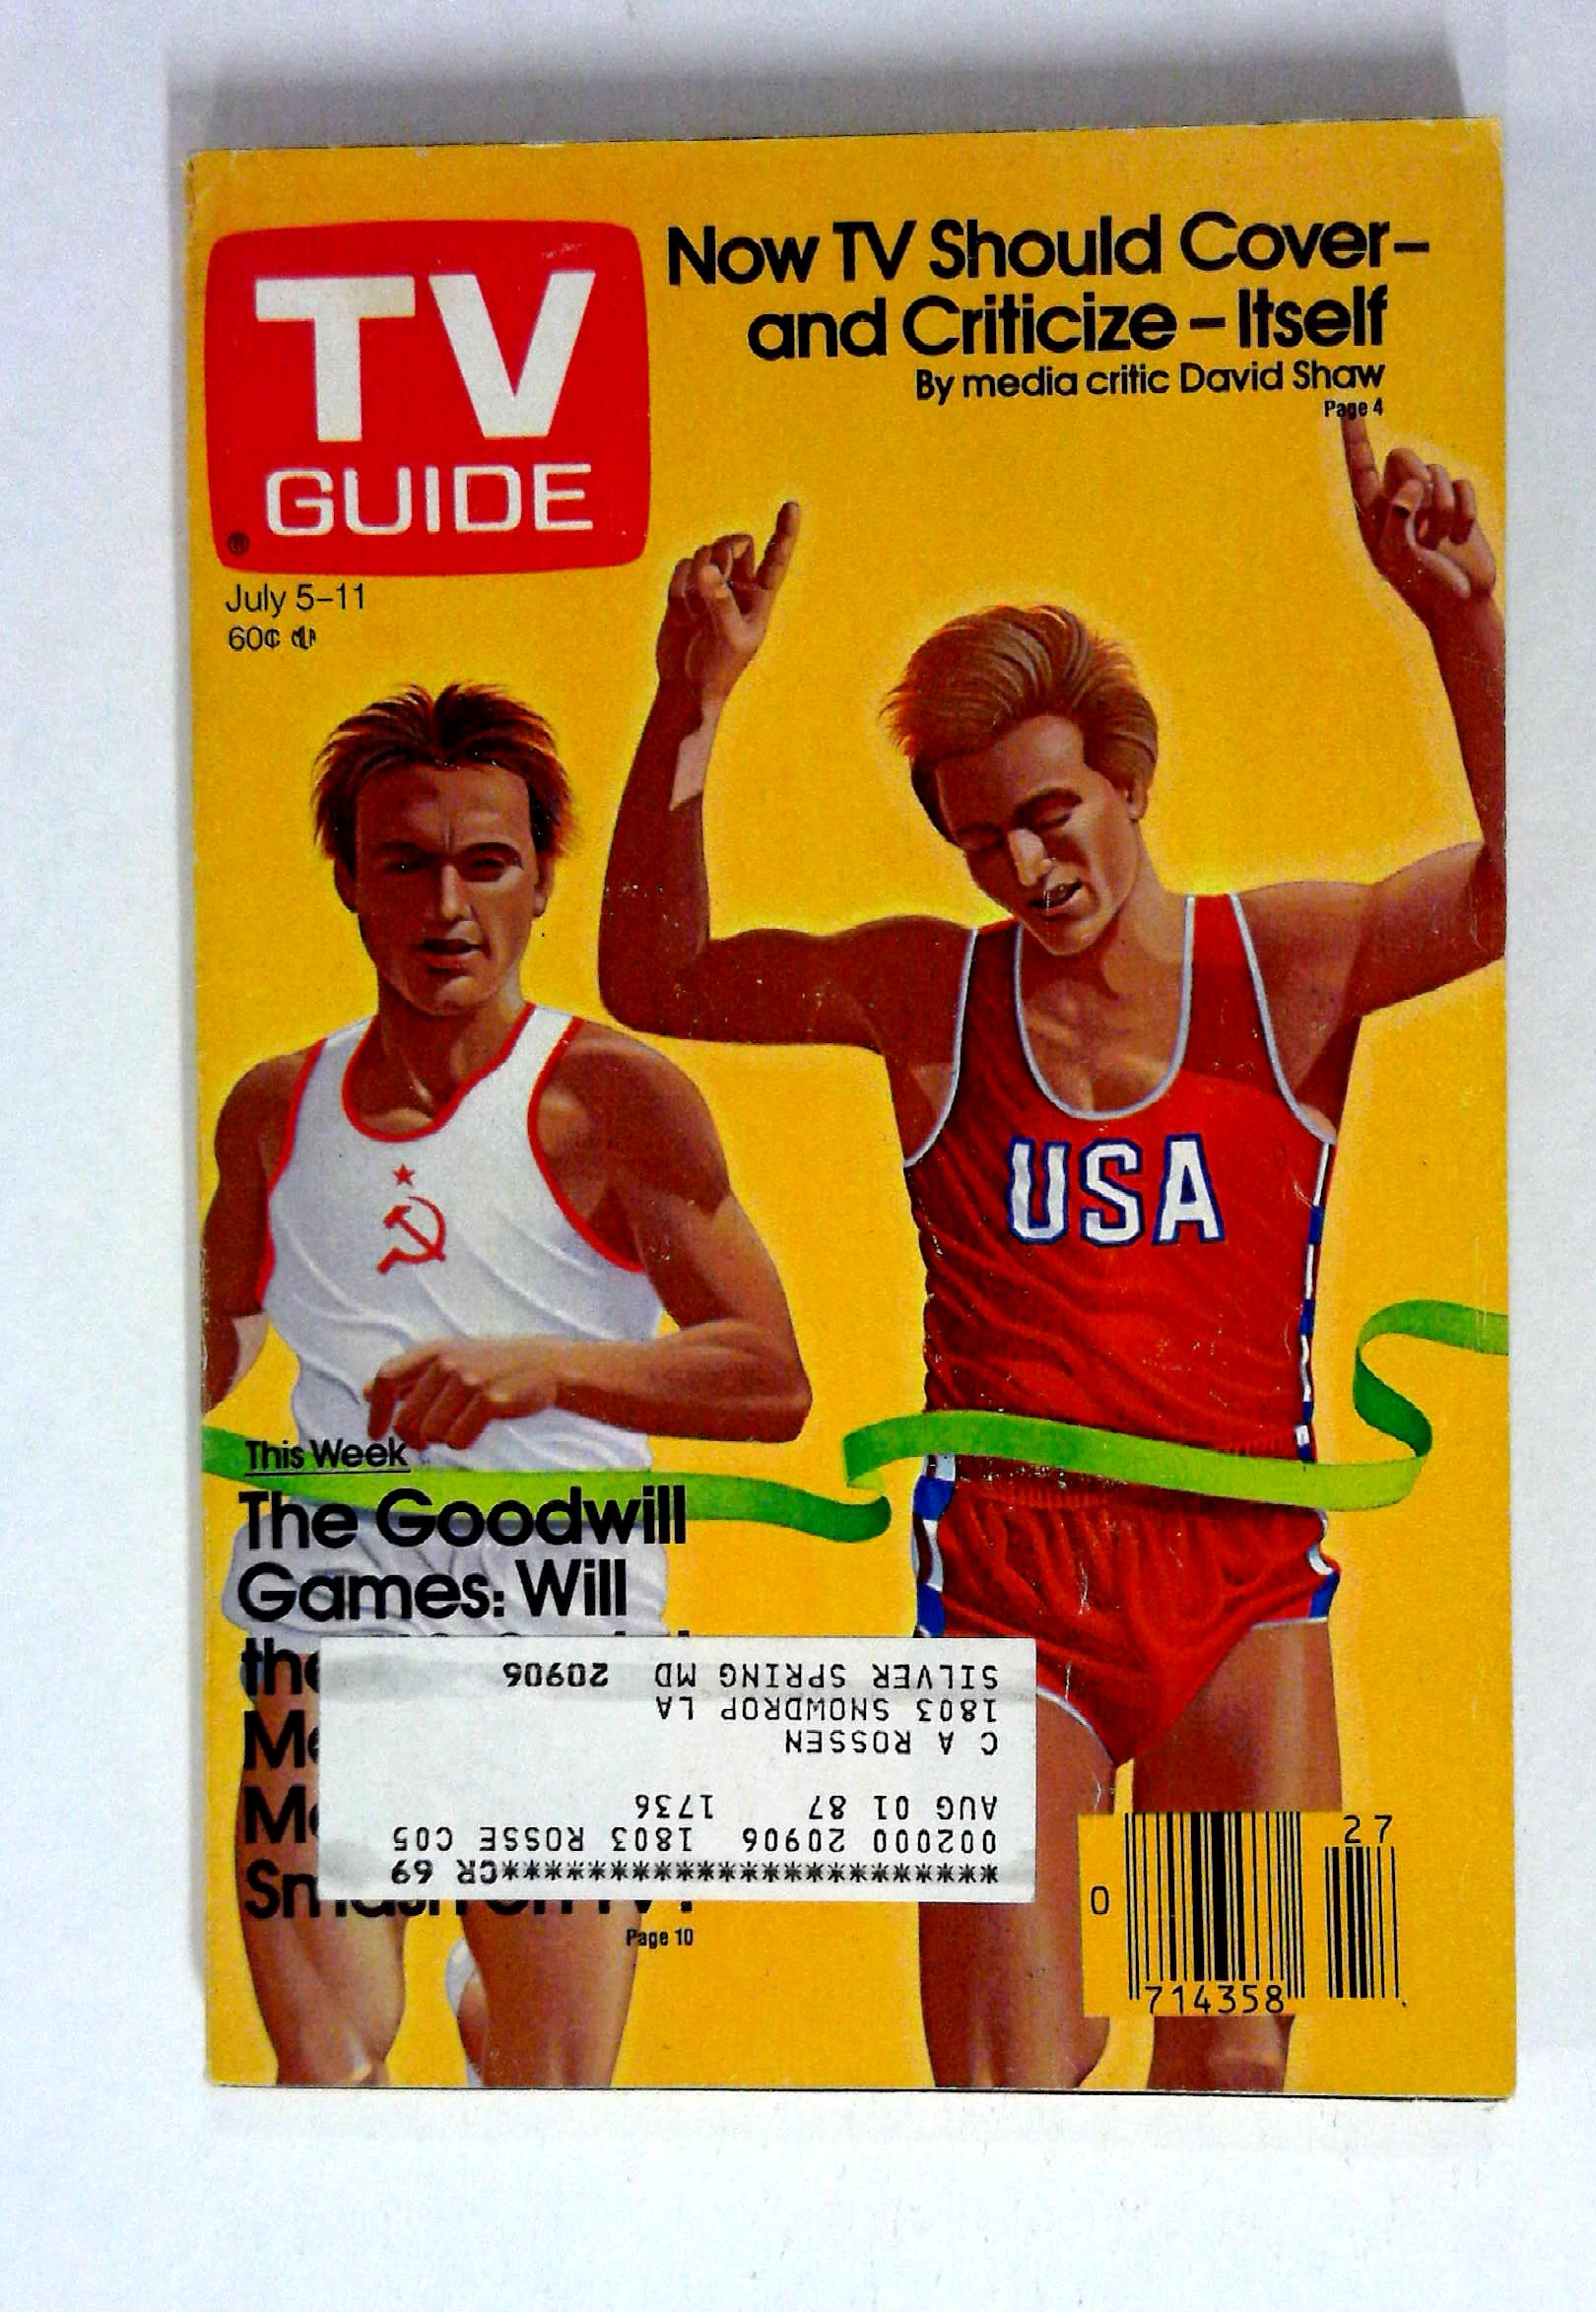 TV
GUIDE
®
July 5–11
60¢
Now TV Should Cover–
and Criticize – Itself
By media critic David Shaw
Page 4
USA
This Week
The Goodwill
Games: Will
Page 10
*********************** CR 69
002000 20906 1803 ROSSE C05
AUG 01 87 1736
C A ROSSEN
1803 SNOWDROP LA
SILVER SPRING MD 20906
27
0
714358